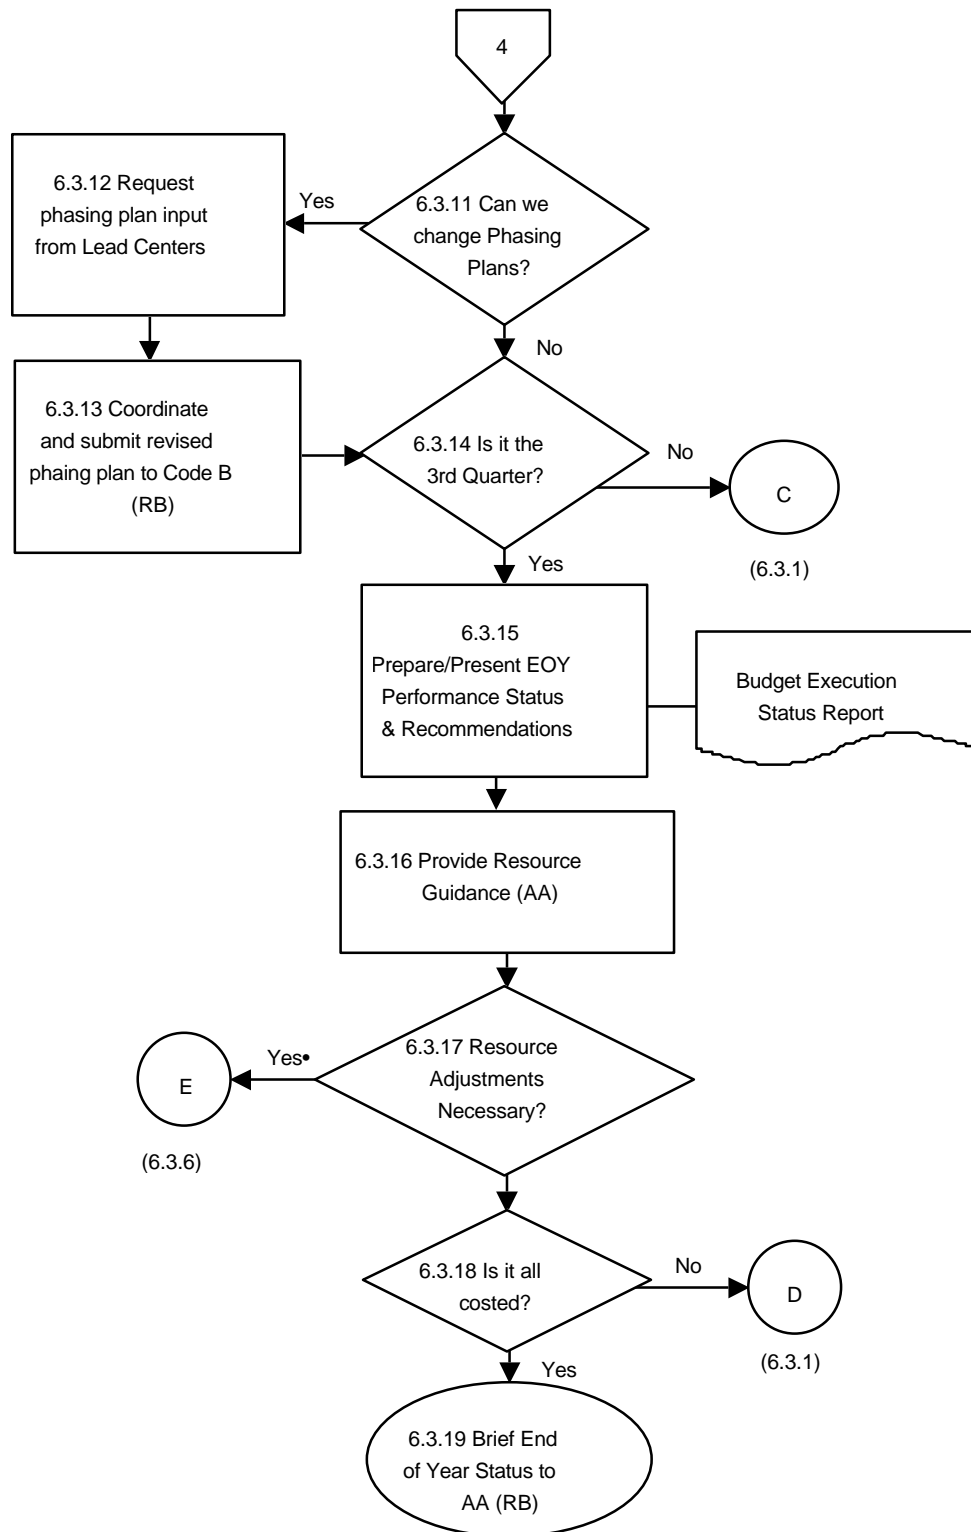 4
6.3.11 Can we
change Phasing
Plans?
Yes
6.3.12 Request
phasing plan input
from Lead Centers
No
6.3.13 Coordinate
and submit revised
phaing plan to Code B
(RB)
6.3.14 Is it the
3rd Quarter?
No
C
(6.3.1)
Yes
6.3.15
Prepare/Present EOY
Performance Status
& Recommendations
Budget Execution
Status Report
6.3.16 Provide Resource
Guidance (AA)
6.3.17 Resource
Adjustments
Necessary?
Yes•
E
(6.3.6)
6.3.18 Is it all
costed?
No
D
(6.3.1)
Yes
6.3.19 Brief End
of Year Status to
AA (RB)